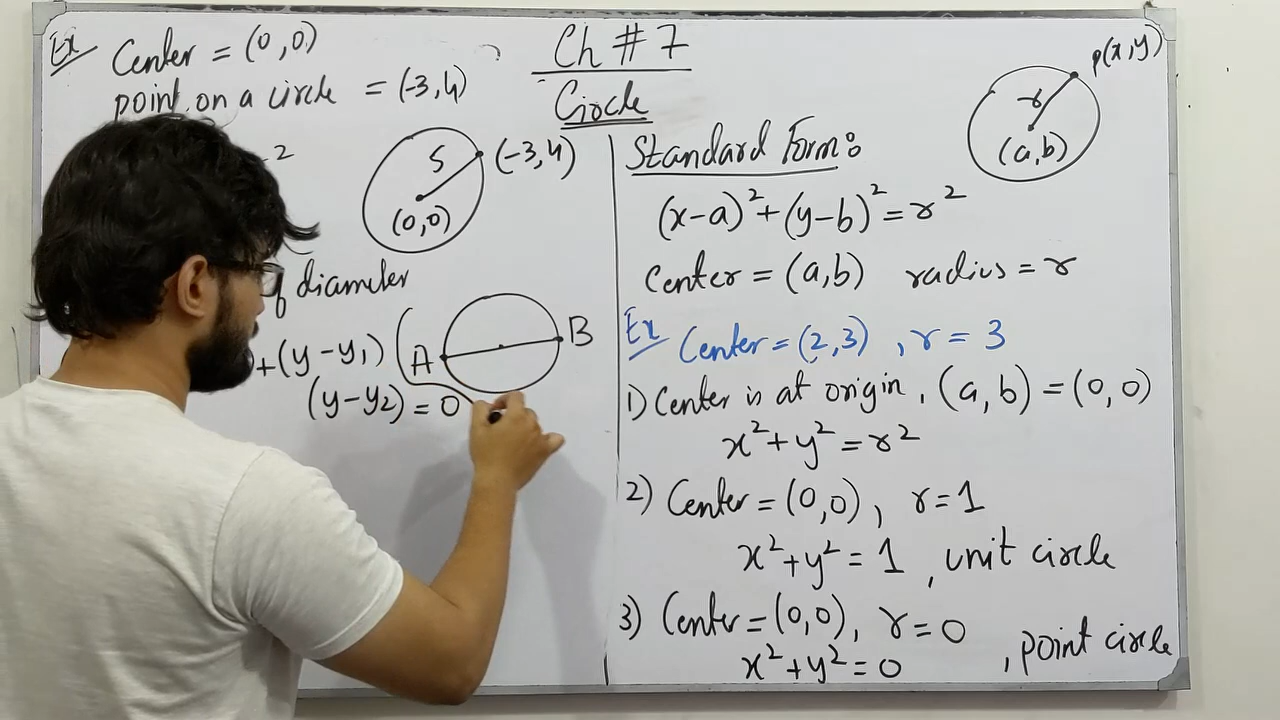 Ch # 7
Circle
Ex Center = (0,0)
point on a circle = (-3,4)
2
5
(-3,4)
(0,0)
diameter
+(y-y₁)
(y-y₂) = 0
A
B
p(x,y)
r
(a,b)
Standard Form:
(x-a)²+(y-b)²=r²
Center = (a,b) radius = r
Ex Center = (2,3), r = 3
1) Center is at origin, (a,b) = (0,0)
x²+y²=r²
2) Center = (0,0), r=1
x²+y² = 1, unit circle
3) Center = (0,0), r=0
x²+y²=0, point circle